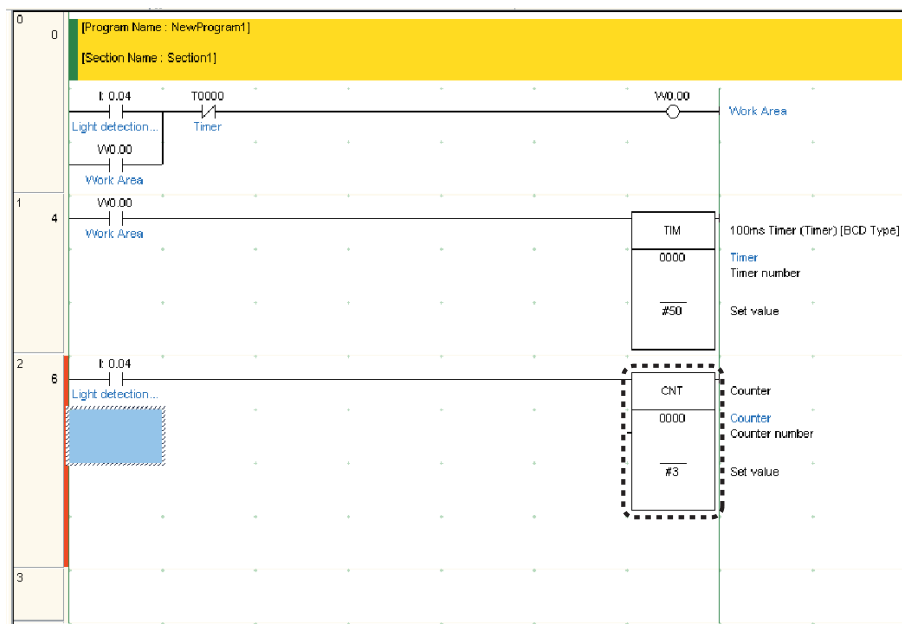 0
0
[Program Name : NewProgram1]
[Section Name : Section1]
I: 0.04 T0000 W0.00
Work Area
Light detection... Timer
W0.00
Work Area
1
4
W0.00
Work Area
TIM
100ms Timer (Timer) [BCD Type]
0000
Timer
Timer number
#50
Set value
2
6
I: 0.04
Light detection...
CNT
Counter
0000
Counter
Counter number
#3
Set value
3